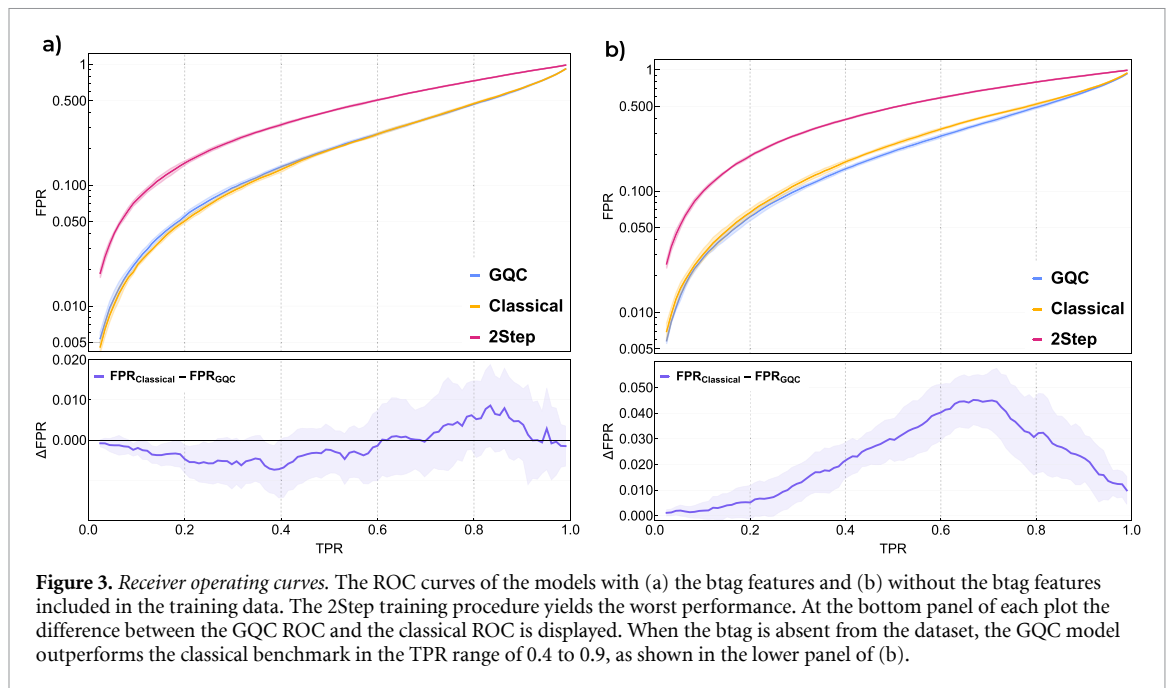 a)
1
0.500
0.100
0.050
0.010
0.005
FPR
GQC
Classical
2Step
0.020
0.010
0.000
ΔFPR
FPRClassical – FPRGQC
0.0 0.2 0.4 0.6 0.8 1.0
TPR
b)
1
0.500
0.100
0.050
0.010
0.005
FPR
GQC
Classical
2Step
0.050
0.040
0.030
0.020
0.010
0.000
ΔFPR
FPRClassical – FPRGQC
0.0 0.2 0.4 0.6 0.8 1.0
TPR
Figure 3. Receiver operating curves. The ROC curves of the models with (a) the btag features and (b) without the btag features
included in the training data. The 2Step training procedure yields the worst performance. At the bottom panel of each plot the
difference between the GQC ROC and the classical ROC is displayed. When the btag is absent from the dataset, the GQC model
outperforms the classical benchmark in the TPR range of 0.4 to 0.9, as shown in the lower panel of (b).